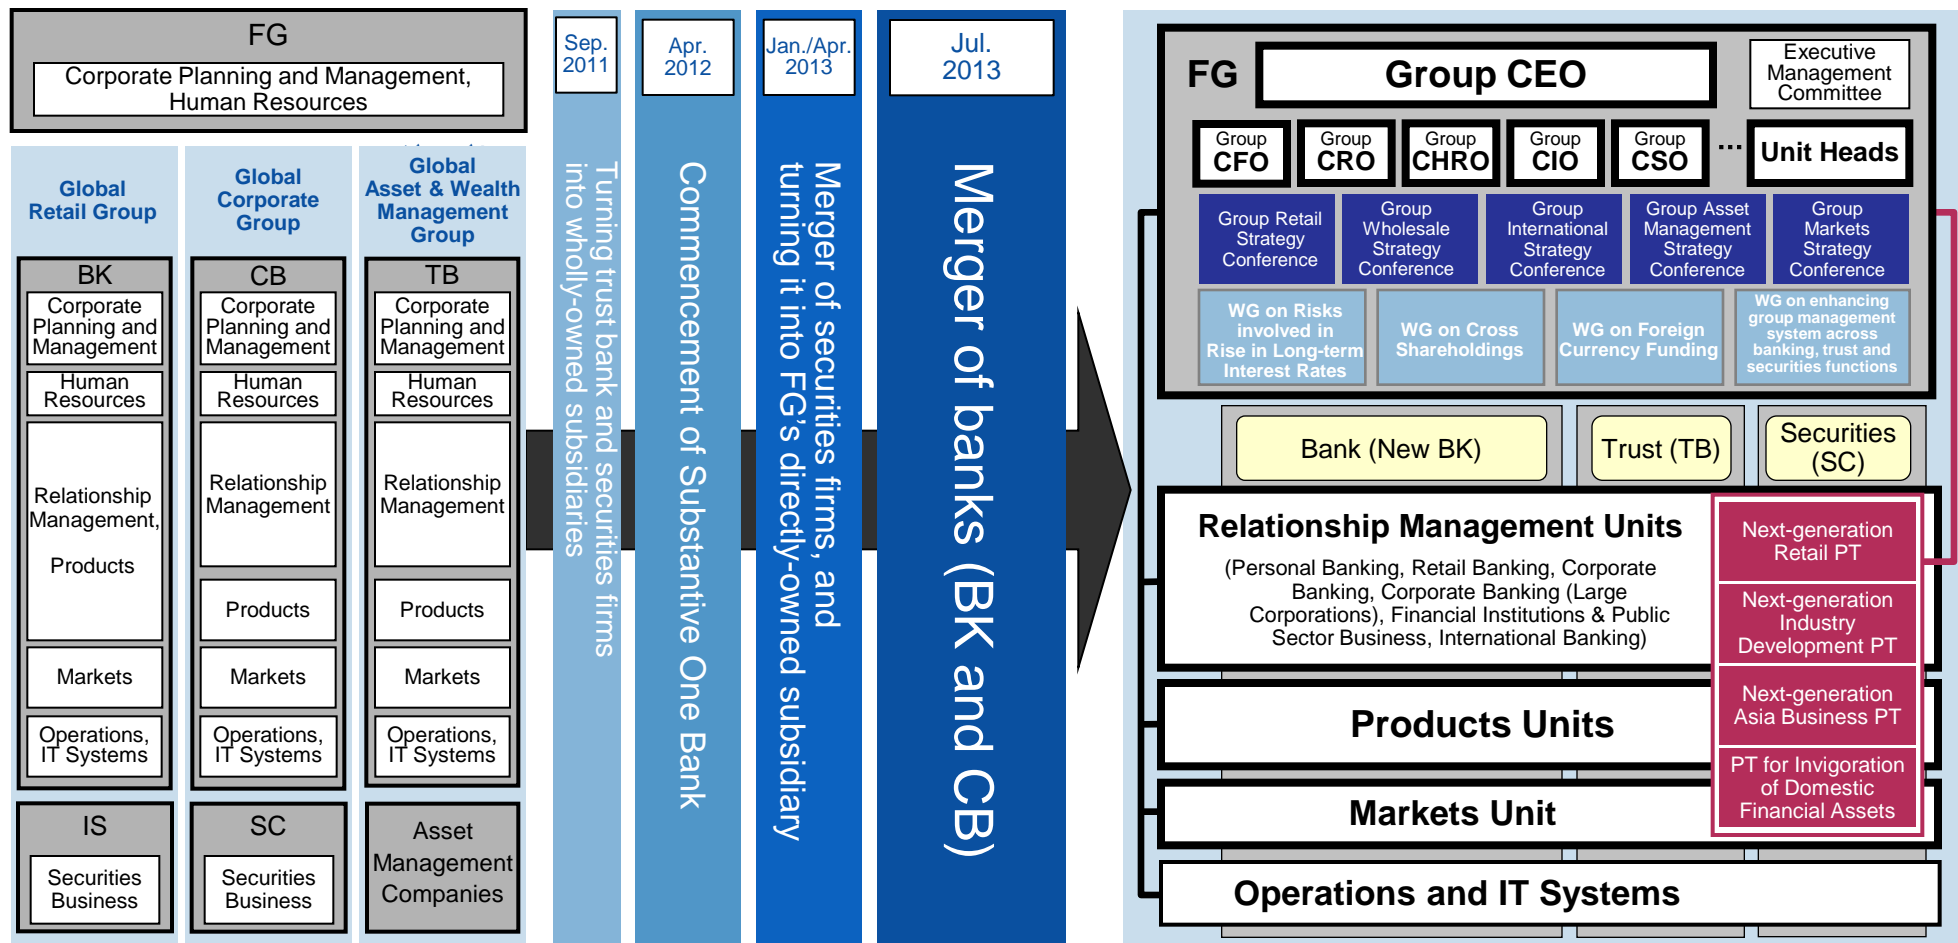 FG
Corporate Planning and Management,
Human Resources
Global
Retail Group
BK
Corporate
Planning and
Management
Human
Resources
Relationship
Management,
Products
Markets
Operations,
IT Systems
IS
Securities
Business
Global
Corporate
Group
CB
Corporate
Planning and
Management
Human
Resources
Relationship
Management
Products
Markets
Operations,
IT Systems
SC
Securities
Business
Global
Asset & Wealth
Management
Group
TB
Corporate
Planning and
Management
Human
Resources
Relationship
Management
Products
Markets
Operations,
IT Systems
Asset
Management
Companies
Sep.
2011
Turning trust bank and securities firms
into wholly-owned subsidiaries
Apr.
2012
Commencement of Substantive One Bank
Jan./Apr.
2013
Merger of securities firms, and
turning it into FG's directly-owned subsidiary
Jul.
2013
Merger of banks (BK and CB)
FG
Group CEO
Executive
Management
Committee
Group
CFO
Group
CRO
Group
CHRO
Group
CIO
Group
CSO
...
Unit Heads
Group Retail
Strategy
Conference
Group
Wholesale
Strategy
Conference
Group
International
Strategy
Conference
Group Asset
Management
Strategy
Conference
Group
Markets
Strategy
Conference
WG on Risks
involved in
Rise in Long-term
Interest Rates
WG on Cross
Shareholdings
WG on Foreign
Currency Funding
WG on enhancing
group management
system across
banking, trust and
securities functions
Bank (New BK)
Trust (TB)
Securities
(SC)
Relationship Management Units
(Personal Banking, Retail Banking, Corporate
Banking, Corporate Banking (Large
Corporations), Financial Institutions & Public
Sector Business, International Banking)
Products Units
Markets Unit
Operations and IT Systems
Next-generation
Retail PT
Next-generation
Industry
Development PT
Next-generation
Asia Business PT
PT for Invigoration
of Domestic
Financial Assets